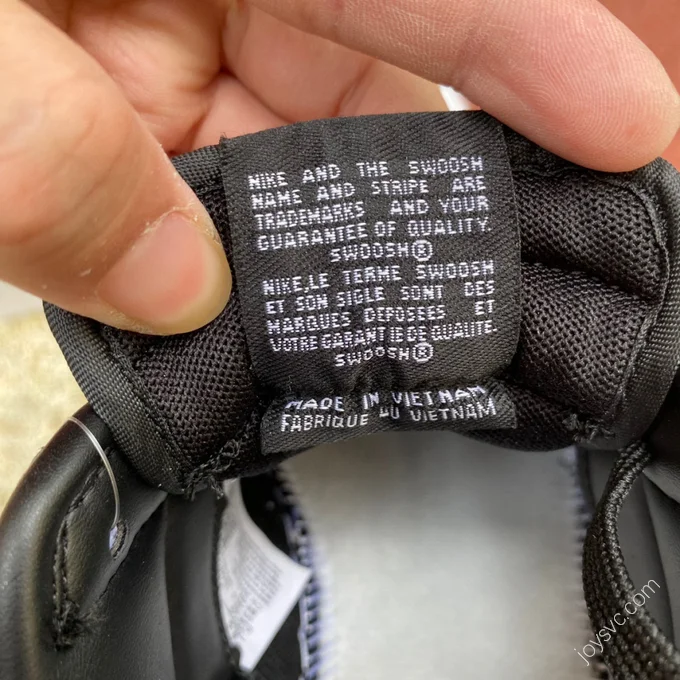 NIKE AND THE SWOOSH
NAME AND STRIPE ARE
TRADEMARKS AND YOUR
GUARANTEE OF QUALITY.
SWOOSH®
NIKE,LE TERME SWOOSH
ET SON SIGLE SONT DES
MARQUES DEPOSEES ET
VOTRE GARANTIE DE QUALITE.
SWOOSH®
MADE IN VIETNAM
FABRIQUE AU VIETNAM
joysvc.com